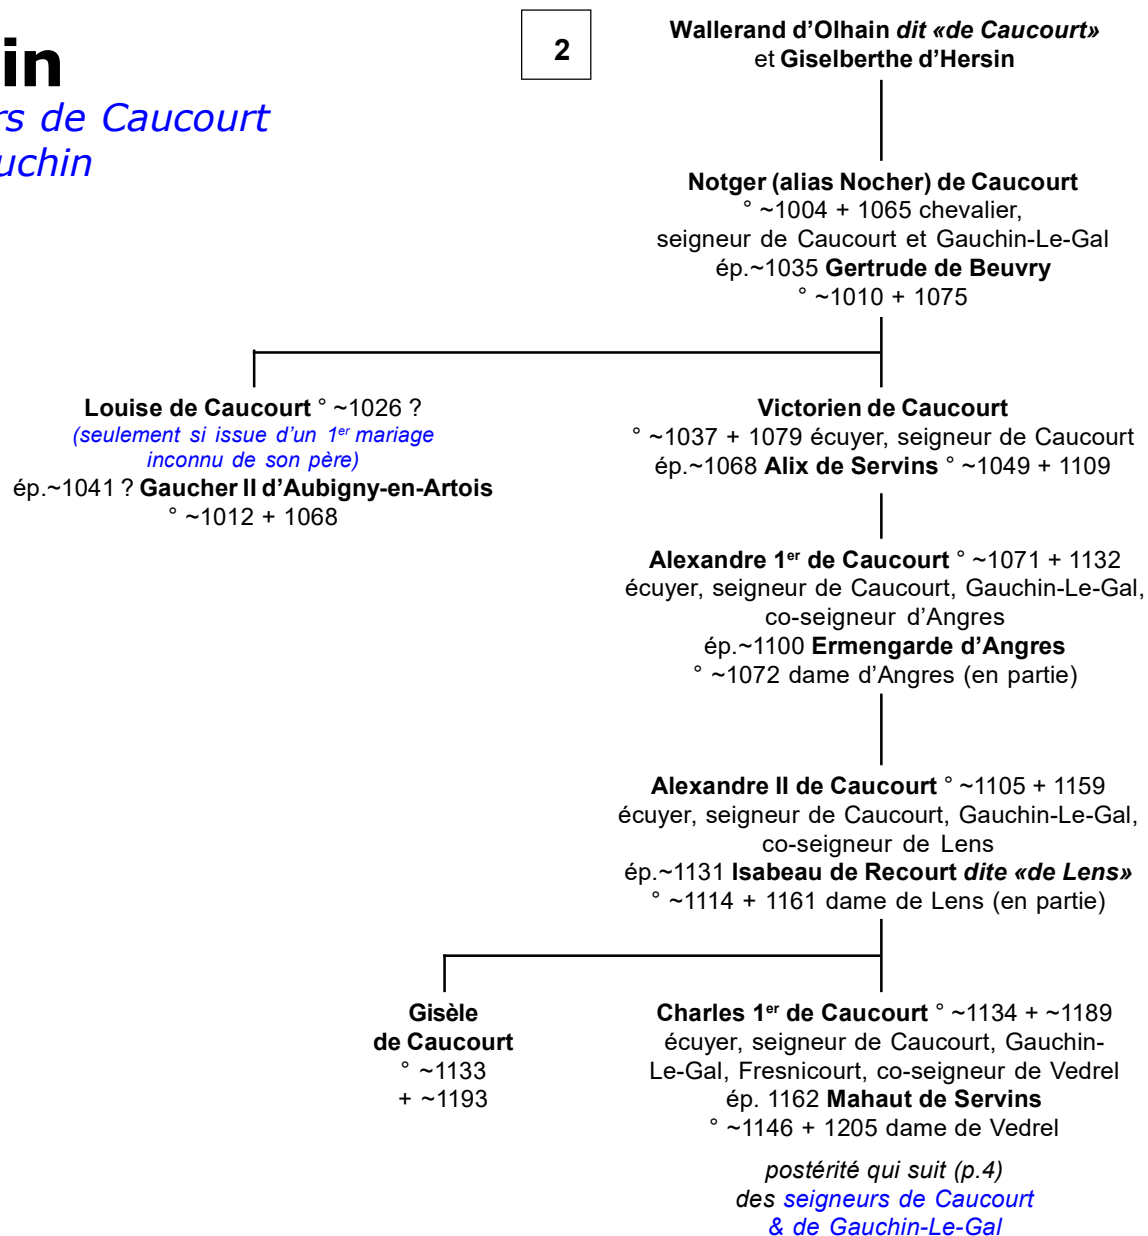 in
rs de Caucourt
uchin
2
Wallerand d'Olhain dit «de Caucourt»
et Giselberthe d'Hersin
Notger (alias Nocher) de Caucourt
° ~1004 + 1065 chevalier,
seigneur de Caucourt et Gauchin-Le-Gal
ép.~1035 Gertrude de Beuvry
° ~1010 + 1075
Louise de Caucourt ° ~1026 ?
(seulement si issue d'un 1er mariage
inconnu de son père)
ép.~1041 ? Gaucher II d'Aubigny-en-Artois
° ~1012 + 1068
Victorien de Caucourt
° ~1037 + 1079 écuyer, seigneur de Caucourt
ép.~1068 Alix de Servins ° ~1049 + 1109
Alexandre 1er de Caucourt ° ~1071 + 1132
écuyer, seigneur de Caucourt, Gauchin-Le-Gal,
co-seigneur d'Angres
ép.~1100 Ermengarde d'Angres
° ~1072 dame d'Angres (en partie)
Alexandre II de Caucourt ° ~1105 + 1159
écuyer, seigneur de Caucourt, Gauchin-Le-Gal,
co-seigneur de Lens
ép.~1131 Isabeau de Recourt dite «de Lens»
° ~1114 + 1161 dame de Lens (en partie)
Gisèle
de Caucourt
° ~1133
+ ~1193
Charles 1er de Caucourt ° ~1134 + ~1189
écuyer, seigneur de Caucourt, Gauchin-
Le-Gal, Fresnicourt, co-seigneur de Vedrel
ép. 1162 Mahaut de Servins
° ~1146 + 1205 dame de Vedrel
postérité qui suit (p.4)
des seigneurs de Caucourt
& de Gauchin-Le-Gal